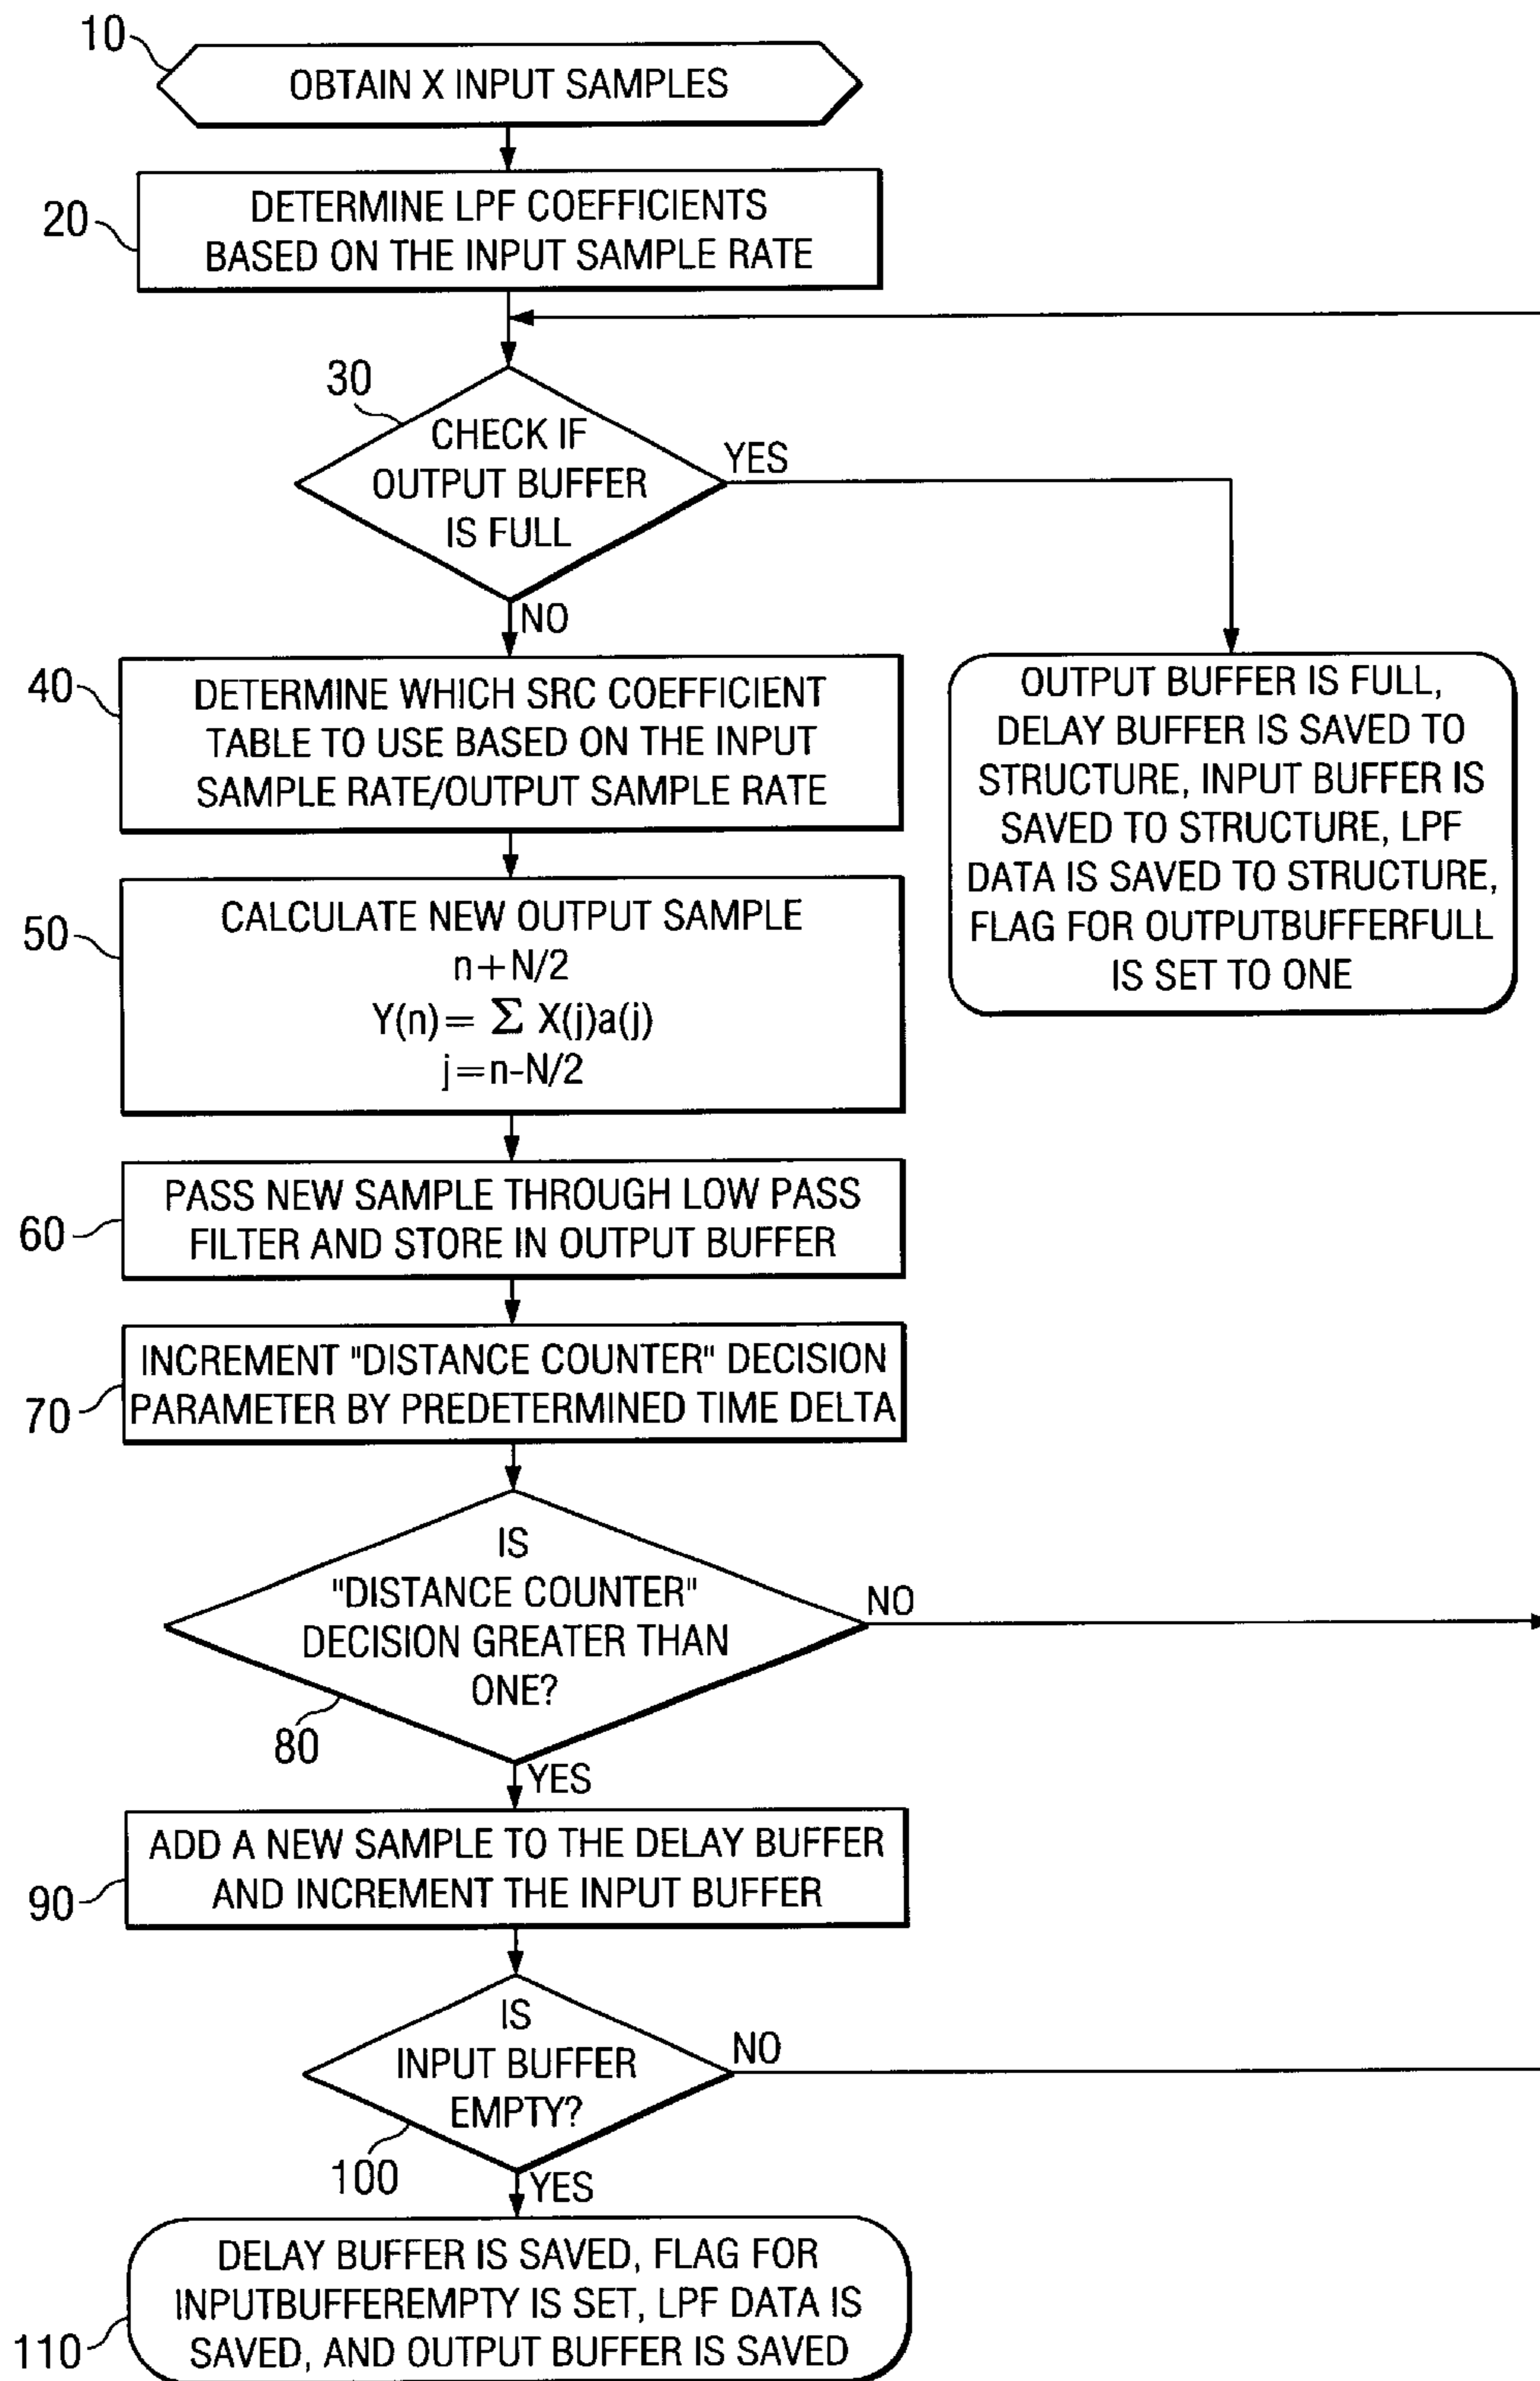 10
OBTAIN X INPUT SAMPLES
20
DETERMINE LPF COEFFICIENTS
BASED ON THE INPUT SAMPLE RATE
30
CHECK IF
OUTPUT BUFFER
IS FULL
YES
NO
OUTPUT BUFFER IS FULL,
DELAY BUFFER IS SAVED TO
STRUCTURE, INPUT BUFFER IS
SAVED TO STRUCTURE, LPF
DATA IS SAVED TO STRUCTURE,
FLAG FOR OUTPUTBUFFERFULL
IS SET TO ONE
40
DETERMINE WHICH SRC COEFFICIENT
TABLE TO USE BASED ON THE INPUT
SAMPLE RATE/OUTPUT SAMPLE RATE
50
CALCULATE NEW OUTPUT SAMPLE
n+N/2
Y(n)= Σ X(j)a(j)
j=n-N/2
60
PASS NEW SAMPLE THROUGH LOW PASS
FILTER AND STORE IN OUTPUT BUFFER
70
INCREMENT "DISTANCE COUNTER" DECISION
PARAMETER BY PREDETERMINED TIME DELTA
IS
"DISTANCE COUNTER"
DECISION GREATER THAN
ONE?
NO
80
YES
90
ADD A NEW SAMPLE TO THE DELAY BUFFER
AND INCREMENT THE INPUT BUFFER
IS
INPUT BUFFER
EMPTY?
NO
100
YES
110
DELAY BUFFER IS SAVED, FLAG FOR
INPUTBUFFEREMPTY IS SET, LPF DATA IS
SAVED, AND OUTPUT BUFFER IS SAVED